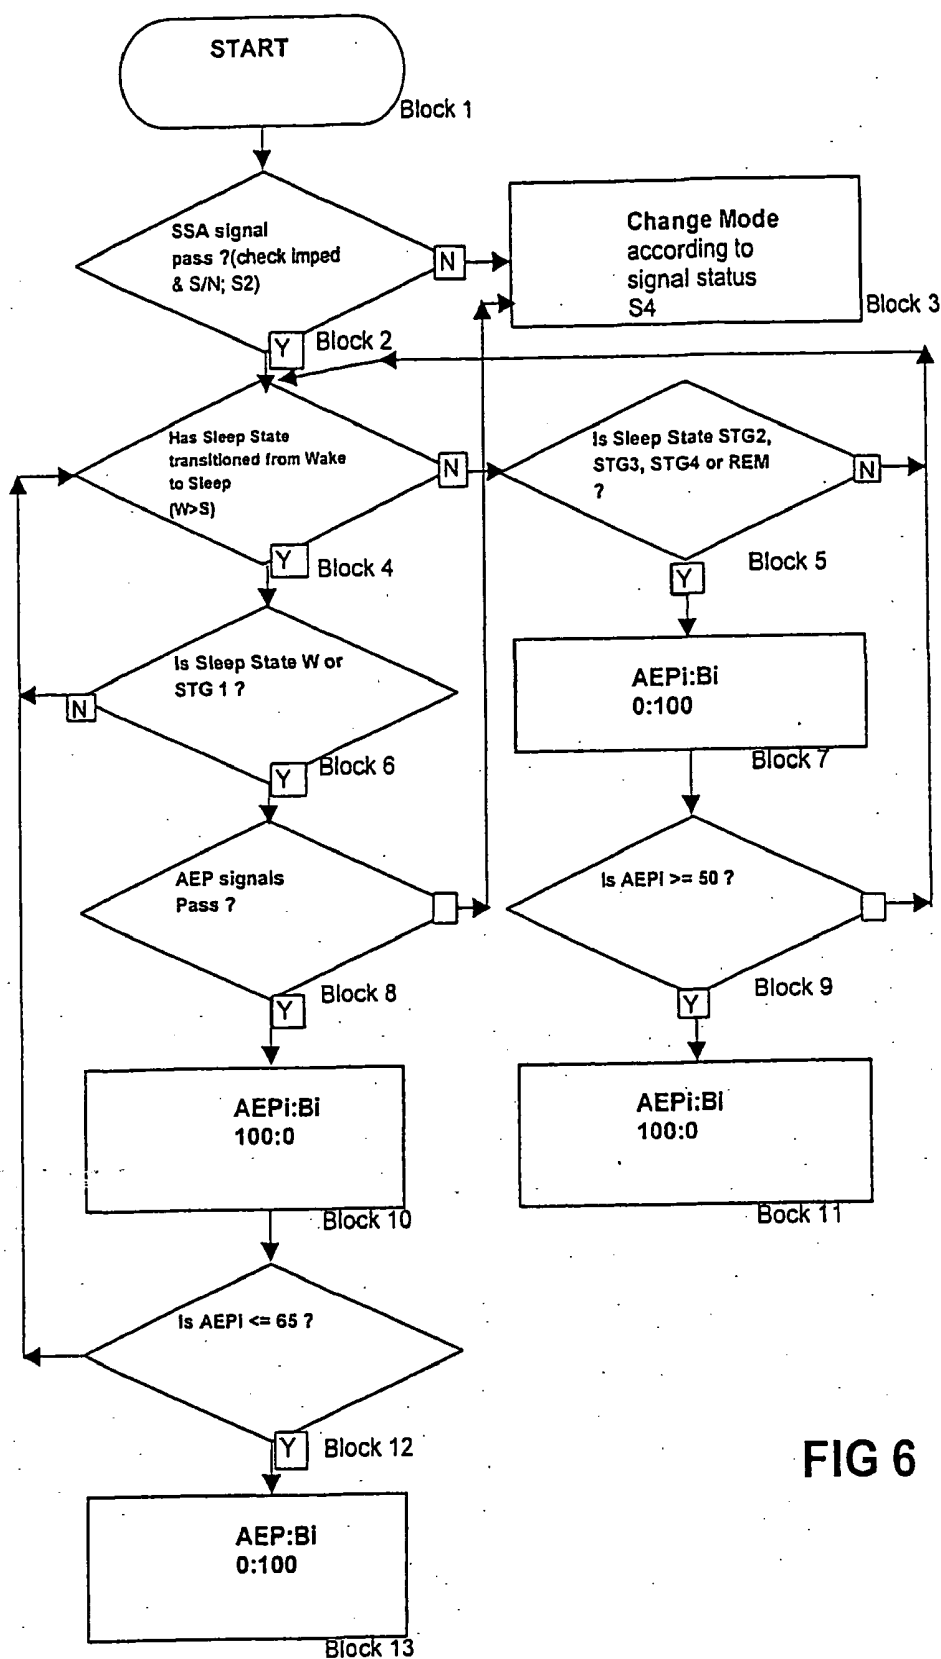 START
Block 1
SSA signal
pass ?(check imped
& S/N; S2)
N
Y
Block 2
Change Mode
according to
signal status
S4
Block 3
Has Sleep State
transitioned from Wake
to Sleep
(W>S)
N
Y
Block 4
Is Sleep State STG2,
STG3, STG4 or REM
?
N
Y
Block 5
Is Sleep State W or
STG 1 ?
N
Y
Block 6
AEPi:Bi
0:100
Block 7
AEP signals
Pass ?
Y
Block 8
Is AEPi >= 50 ?
Y
Block 9
AEPi:Bi
100:0
Block 10
AEPi:Bi
100:0
Bock 11
Is AEPi <= 65 ?
Y
Block 12
AEP:Bi
0:100
Block 13
FIG 6